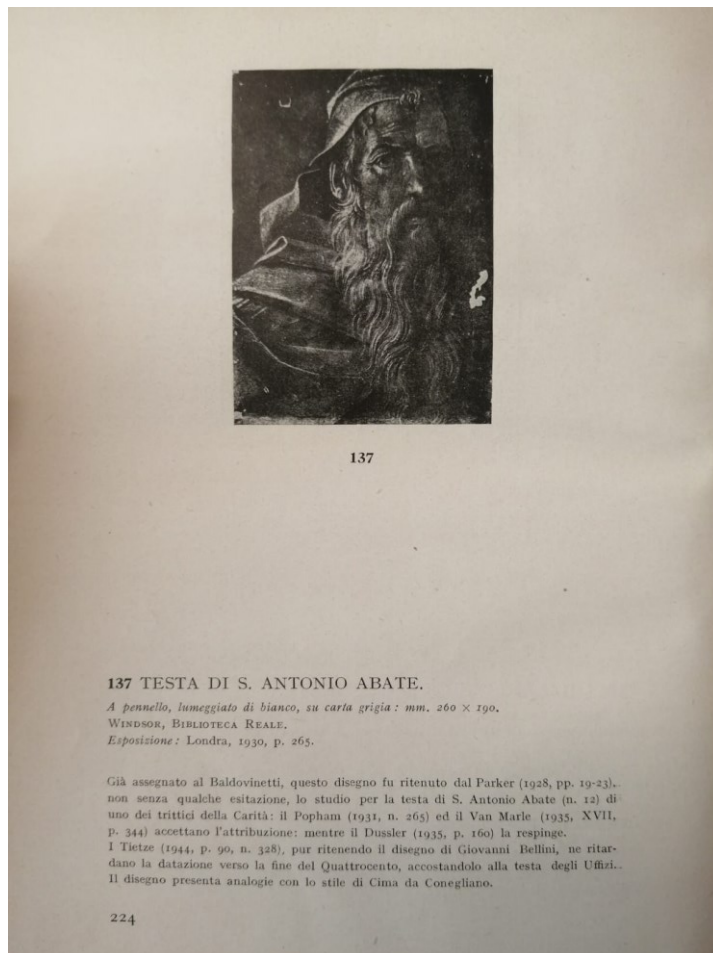 137
137 TESTA DI S. ANTONIO ABATE.
A pennello, lumeggiato di bianco, su carta grigia : mm. 260 × 190.
WINDSOR, BIBLIOTECA REALE.
Esposizione : Londra, 1930, p. 265.
Già assegnato al Baldovinetti, questo disegno fu ritenuto dal Parker (1928, pp. 19-23),
non senza qualche esitazione, lo studio per la testa di S. Antonio Abate (n. 12) di
uno dei trittici della Carità : il Popham (1931, n. 265) ed il Van Marle (1935, XVII,
p. 344) accettano l'attribuzione: mentre il Dussler (1935, p. 160) la respinge.
I Tietze (1944, p. 90, n. 328), pur ritenendo il disegno di Giovanni Bellini, ne ritar-
dano la datazione verso la fine del Quattrocento, accostandolo alla testa degli Uffizi.
Il disegno presenta analogie con lo stile di Cima da Conegliano.
224